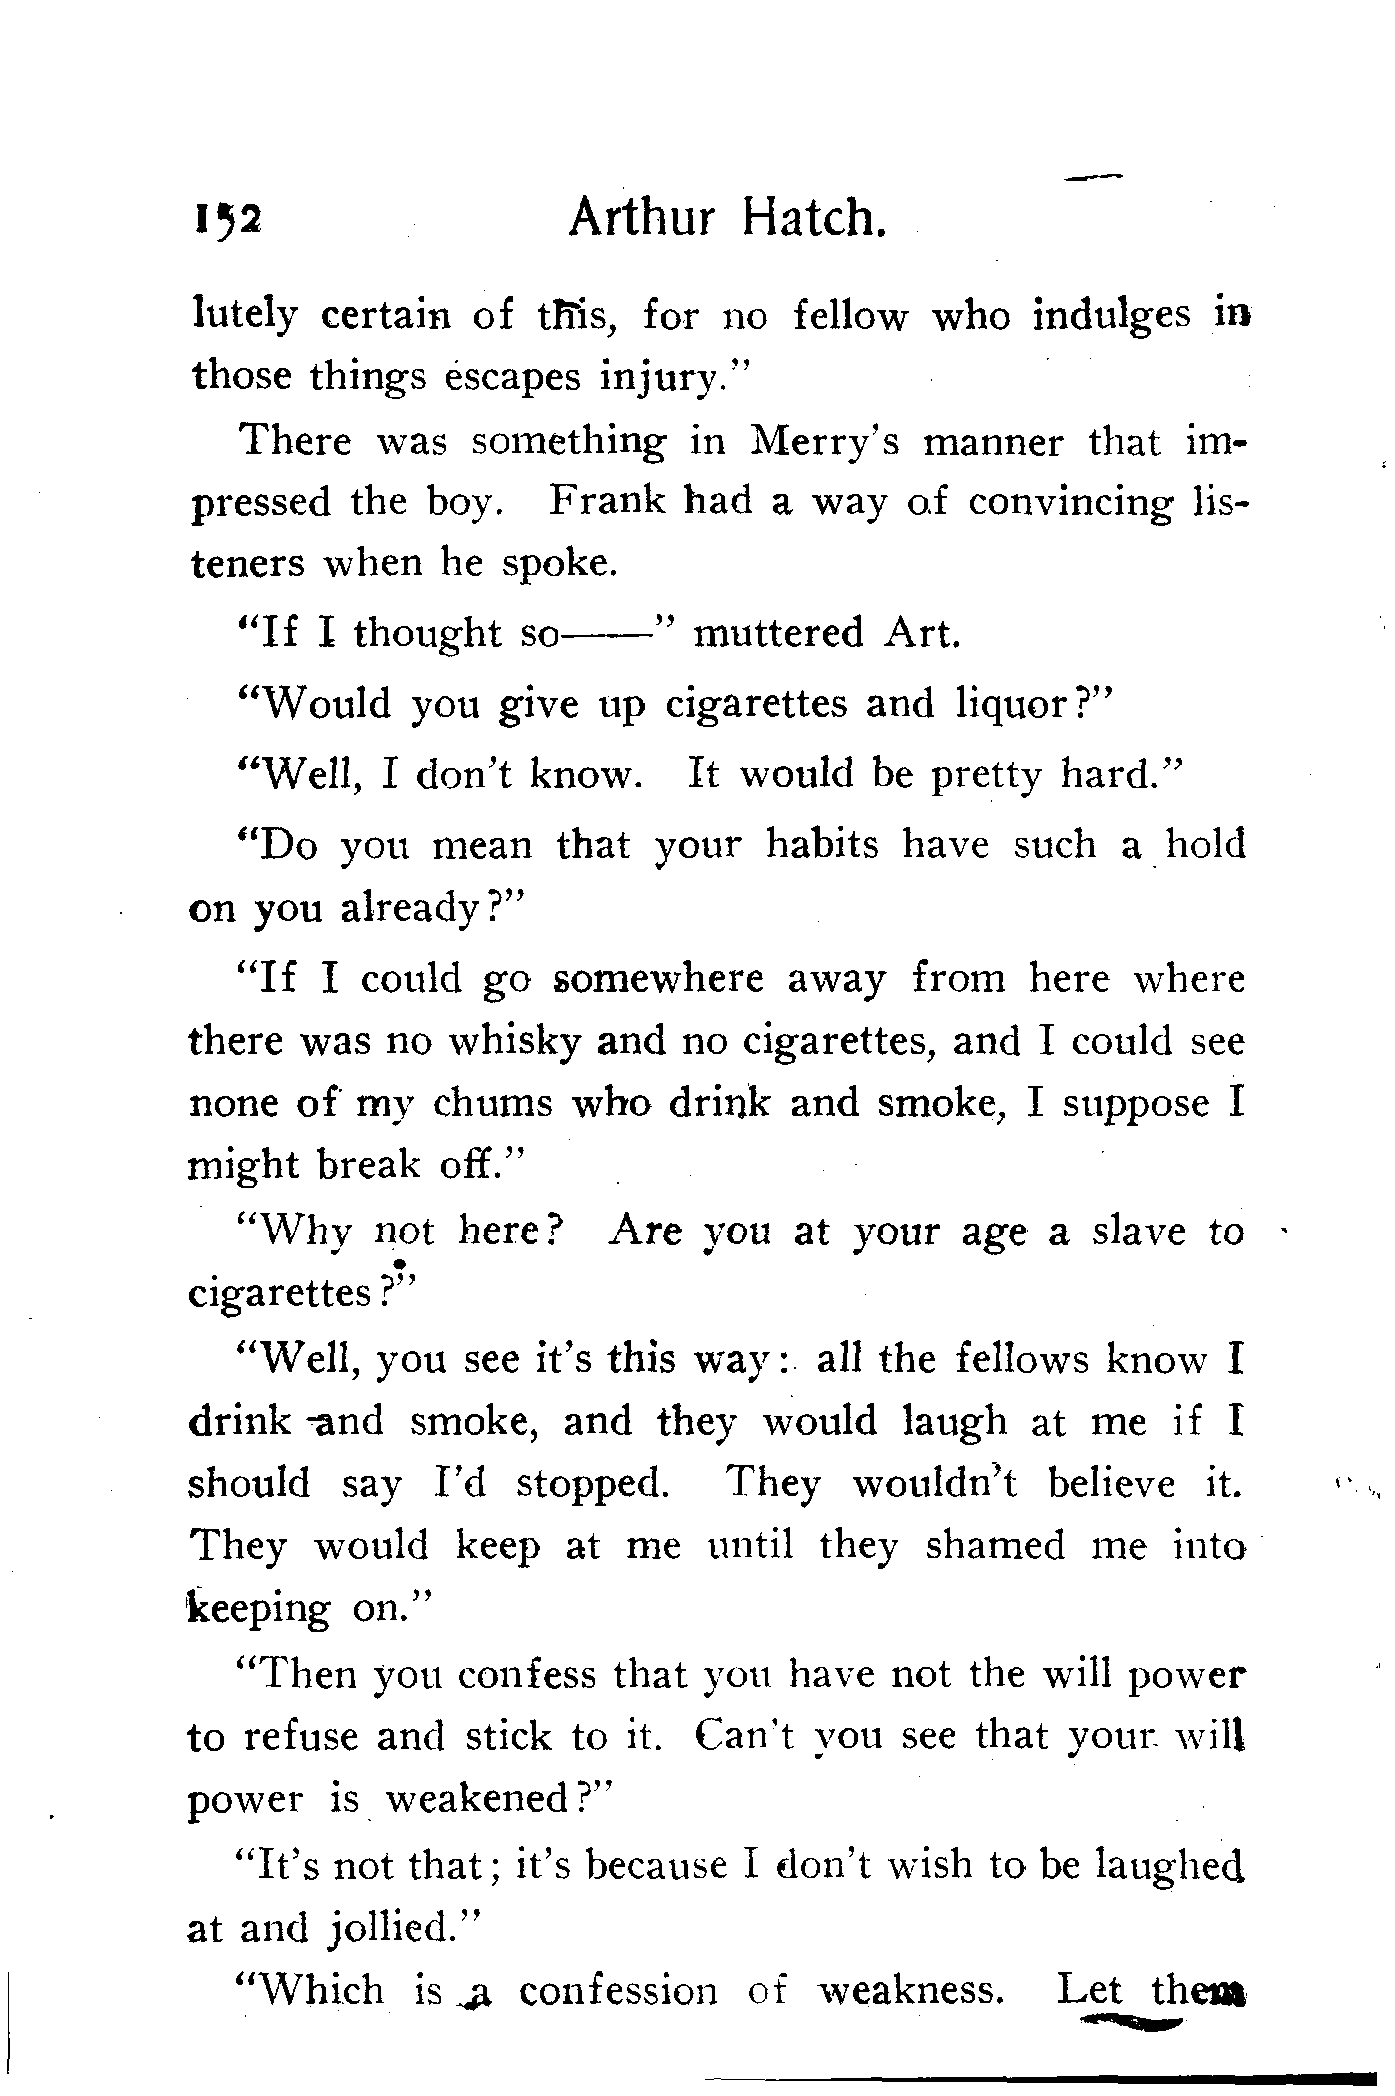 152 Arthur Hatch.
lutely certain of this, for no fellow who indulges in
those things escapes injury."
There was something in Merry's manner that im-
pressed the boy. Frank had a way of convincing lis-
teners when he spoke.
"If I thought so——" muttered Art.
"Would you give up cigarettes and liquor?"
"Well, I don't know. It would be pretty hard."
"Do you mean that your habits have such a hold
on you already?"
"If I could go somewhere away from here where
there was no whisky and no cigarettes, and I could see
none of my chums who drink and smoke, I suppose I
might break off."
"Why not here? Are you at your age a slave to
cigarettes?"
"Well, you see it's this way: all the fellows know I
drink and smoke, and they would laugh at me if I
should say I'd stopped. They wouldn't believe it.
They would keep at me until they shamed me into
keeping on."
"Then you confess that you have not the will power
to refuse and stick to it. Can't you see that your will
power is weakened?"
"It's not that; it's because I don't wish to be laughed
at and jollied."
"Which is a confession of weakness. Let them